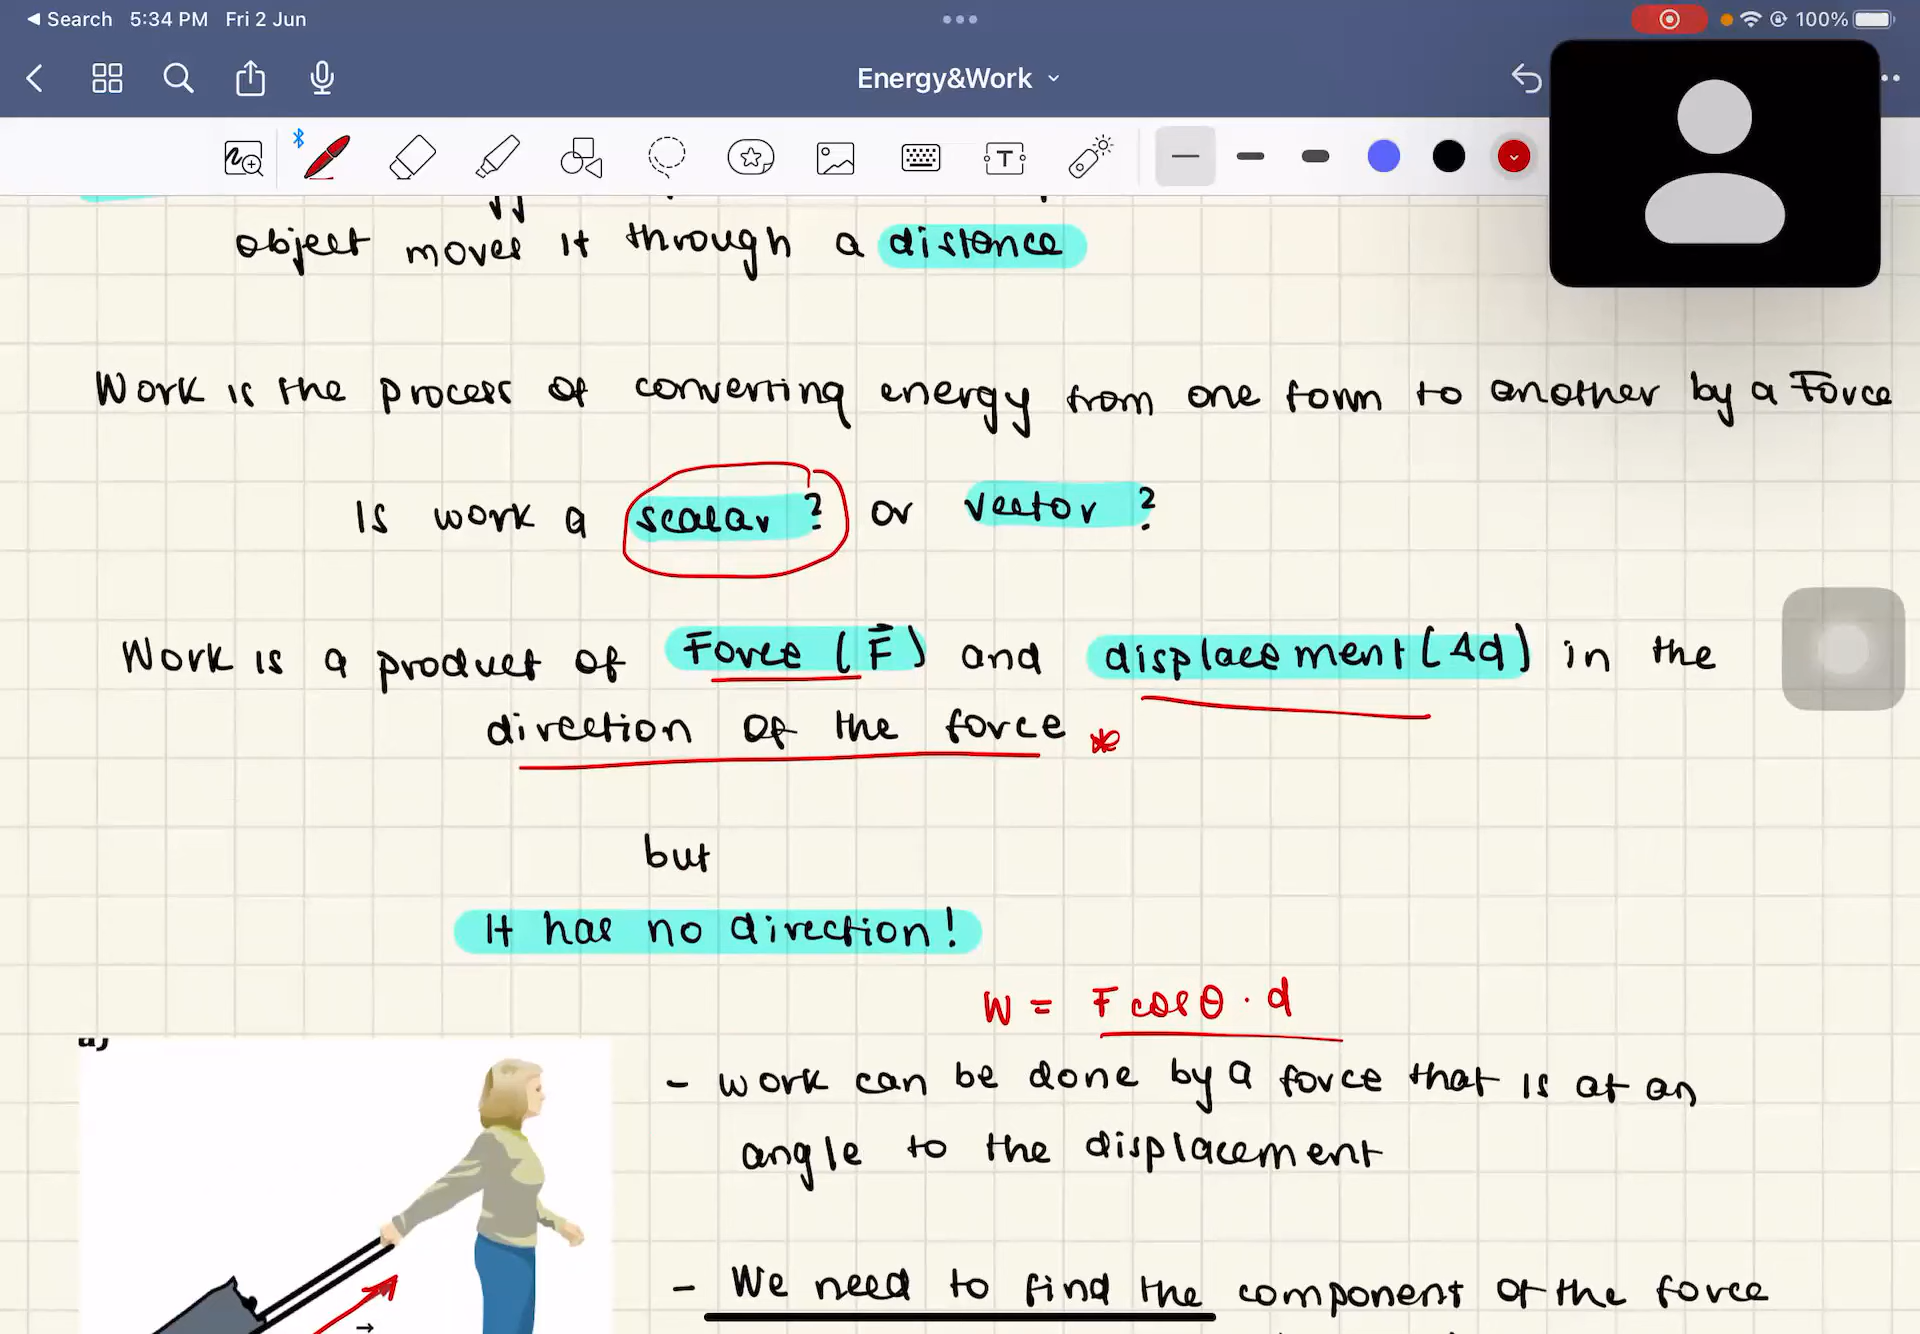 Search 5:34 PM Fri 2 Jun
100%
Energy&Work
T
object moves it through a distance
Work is the process of converting energy from one form to another by a Force
Is work a scalar? or vector?
Work is a product of Force (F⃗) and displacement (Δd) in the
direction of the force *
but
It has no direction!
W = F cosθ · d
a)
- work can be done by a force that is at an
angle to the displacement
- We need to find the component of the force